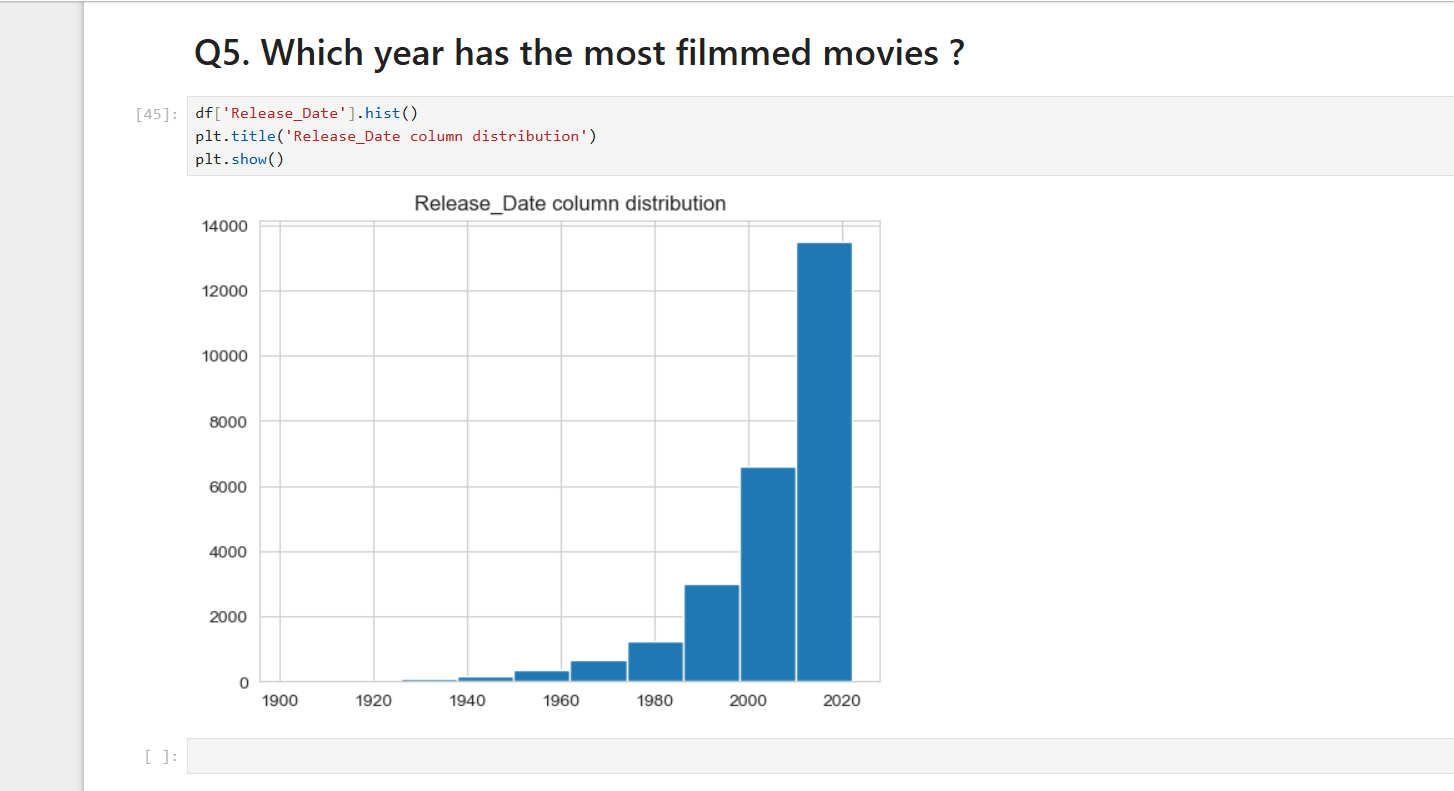 Q5. Which year has the most filmmed movies ?
[45]:
df['Release_Date'].hist()
plt.title('Release_Date column distribution')
plt.show()
Release_Date column distribution
14000
12000
10000
8000
6000
4000
2000
0
1900 1920 1940 1960 1980 2000 2020
[ ]: